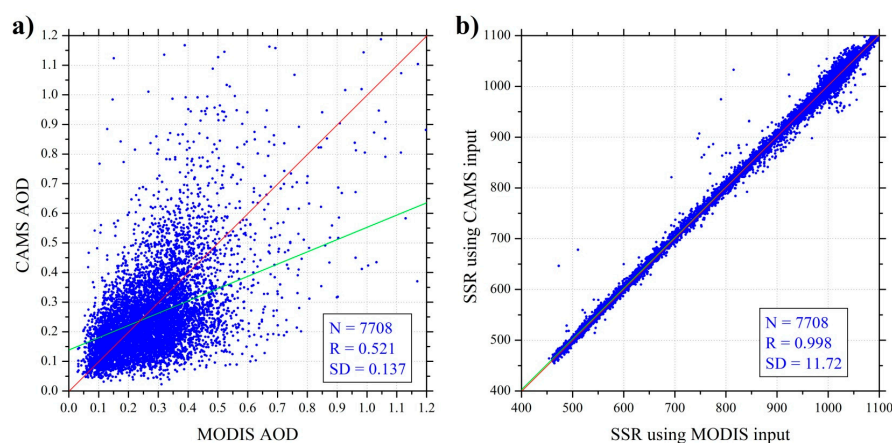 a)
1.2
1.1
1.0
0.9
0.8
0.7
0.6
0.5
0.4
0.3
0.2
0.1
0.0
CAMS AOD
N = 7708
R = 0.521
SD = 0.137
0.0 0.1 0.2 0.3 0.4 0.5 0.6 0.7 0.8 0.9 1.0 1.1 1.2
MODIS AOD
b)
1100
1000
900
800
700
600
500
400
SSR using CAMS input
N = 7708
R = 0.998
SD = 11.72
400 500 600 700 800 900 1000 1100
SSR using MODIS input